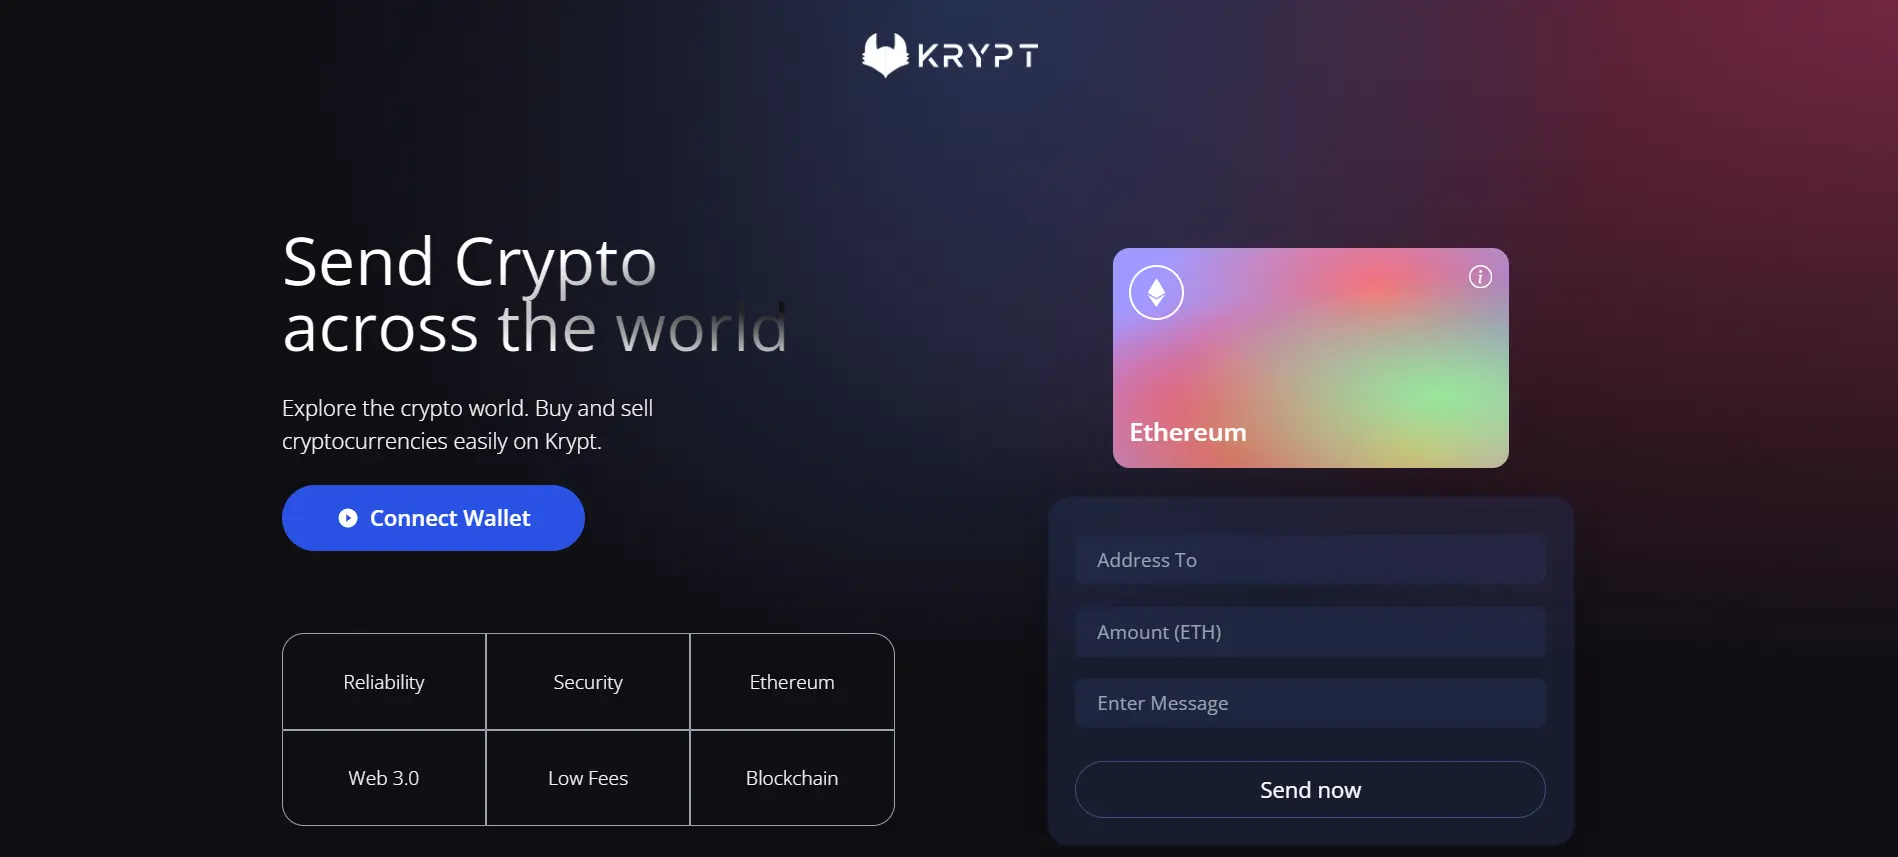 KRYPT
Send Crypto
across the world
Explore the crypto world. Buy and sell
cryptocurrencies easily on Krypt.
Connect Wallet
Reliability
Security
Ethereum
Web 3.0
Low Fees
Blockchain
i
Ethereum
Address To
Amount (ETH)
Enter Message
Send now